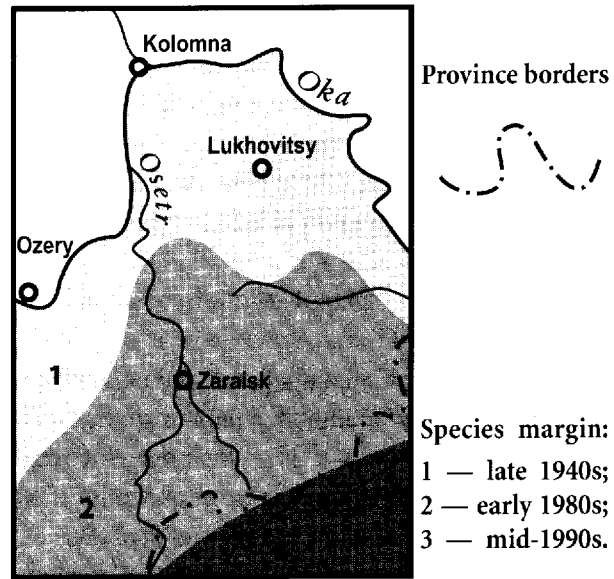 Kolomna
Oka
Province borders
Lukhovitsy
Osetr
Ozery
1
Zaraisk
2
Species margin:
1 — late 1940s;
2 — early 1980s;
3 — mid-1990s.